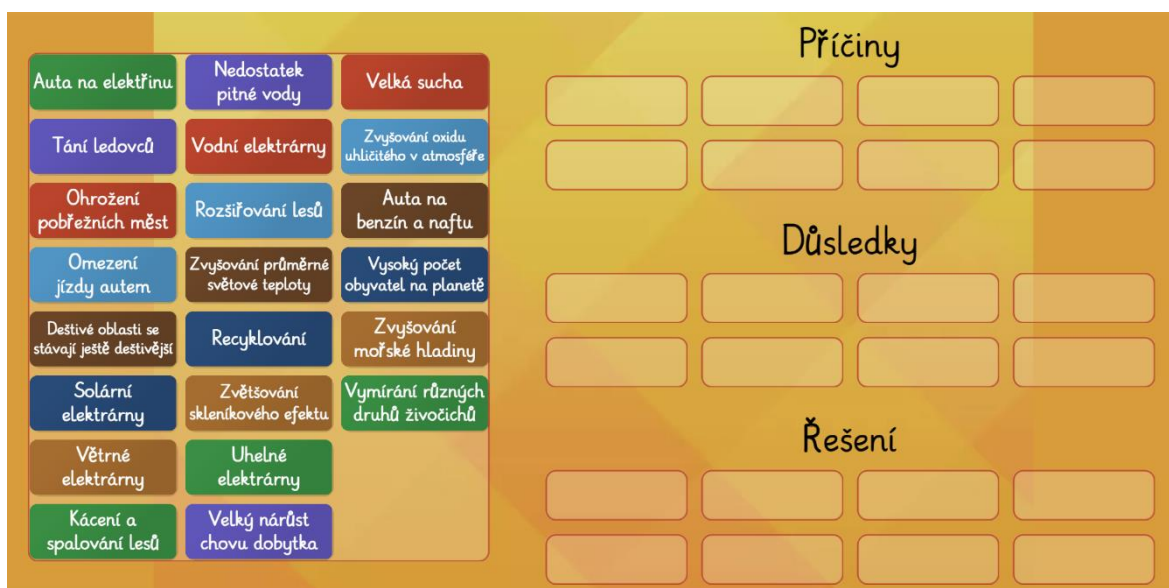 Auta na elektřinu
Nedostatek
pitné vody
Velká sucha
Tání ledovců
Vodní elektrárny
Zvyšování oxidu
uhličitého v atmosféře
Ohrožení
pobřežních měst
Rozšiřování lesů
Auta na
benzín a naftu
Omezení
jízdy autem
Zvyšování průměrné
světové teploty
Vysoký počet
obyvatel na planetě
Deštivé oblasti se
stávají ještě deštivější
Recyklování
Zvyšování
mořské hladiny
Solární
elektrárny
Zvětšování
skleníkového efektu
Vymírání různých
druhů živočichů
Větrné
elektrárny
Uhelné
elektrárny
Kácení a
spalování lesů
Velký nárůst
chovu dobytka
Příčiny
Důsledky
Řešení